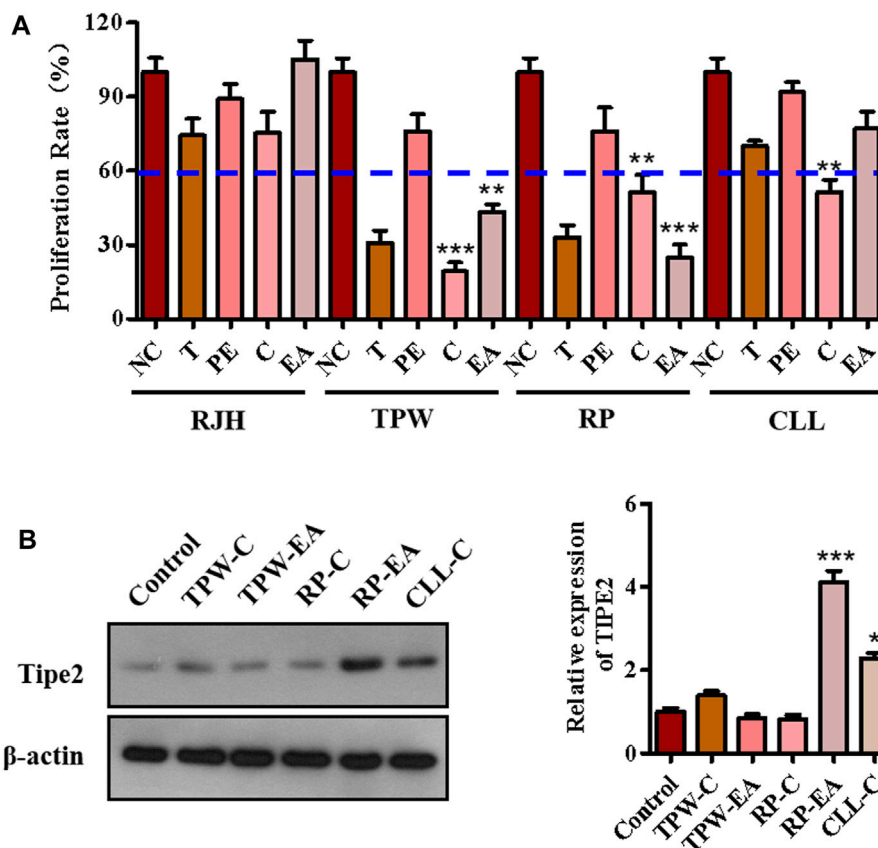 A
Proliferation Rate (%)
120
90
60
30
0
** ** **
*** ***
NC T PE C EA NC T PE C EA NC T PE C EA NC T PE C EA
RJH TPW RP CLL
B
Control TPW-C TPW-EA RP-C RP-EA CLL-C
Tipe2
β-actin
Relative expression
of TIPE2
6
4
2
0
***
*
Control TPW-C TPW-EA RP-C RP-EA CLL-C